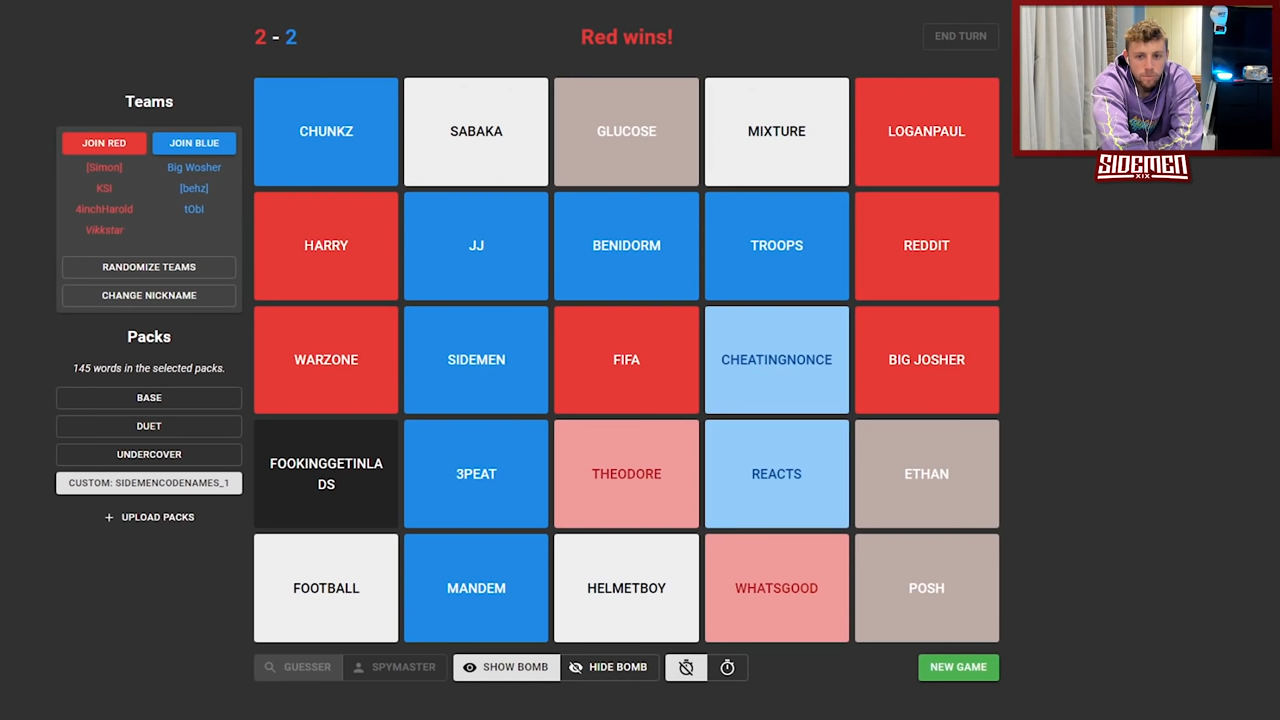 2 - 2
Red wins!
END TURN
Teams
JOIN RED
JOIN BLUE
[Simon]
Big Wosher
KSI
[behz]
4inchHarold
tObI
Vikkstar
RANDOMIZE TEAMS
CHANGE NICKNAME
Packs
145 words in the selected packs.
BASE
DUET
UNDERCOVER
CUSTOM: SIDEMENCODENAMES_1
+ UPLOAD PACKS
CHUNKZ
SABAKA
GLUCOSE
MIXTURE
LOGANPAUL
HARRY
JJ
BENIDORM
TROOPS
REDDIT
WARZONE
SIDEMEN
FIFA
CHEATINGNONCE
BIG JOSHER
FOOKINGGETINLA
DS
3PEAT
THEODORE
REACTS
ETHAN
FOOTBALL
MANDEM
HELMETBOY
WHATSGOOD
POSH
GUESSER
SPYMASTER
SHOW BOMB
HIDE BOMB
NEW GAME
SIDEMEN
XIX